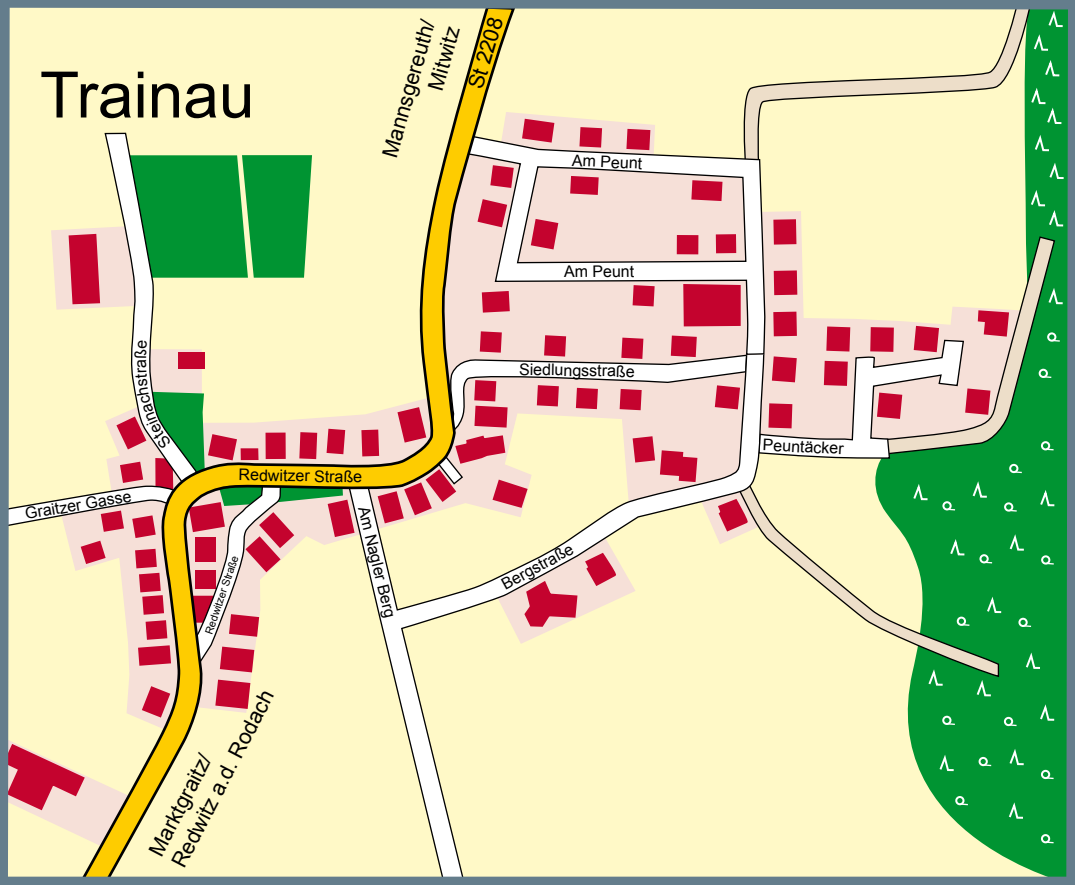 Mannsgereuth/
Mitwitz
St 2208
Trainau
Am Peunt
Am Peunt
Steinachstraße
Siedlungsstraße
Peuntäcker
Redwitzer Straße
Graitzer Gasse
Am Nagler Berg
Redwitzer Straße
Bergstraße
Marktgraitz/
Redwitz a.d. Rodach